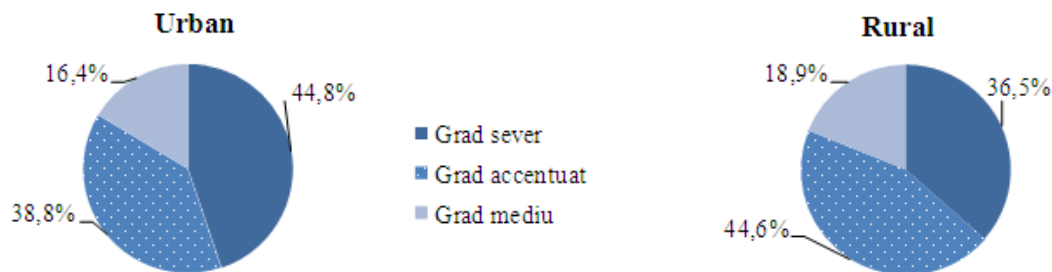 Urban
16,4%
44,8%
38,8%
Grad sever
Grad accentuat
Grad mediu
Rural
18,9%
36,5%
44,6%